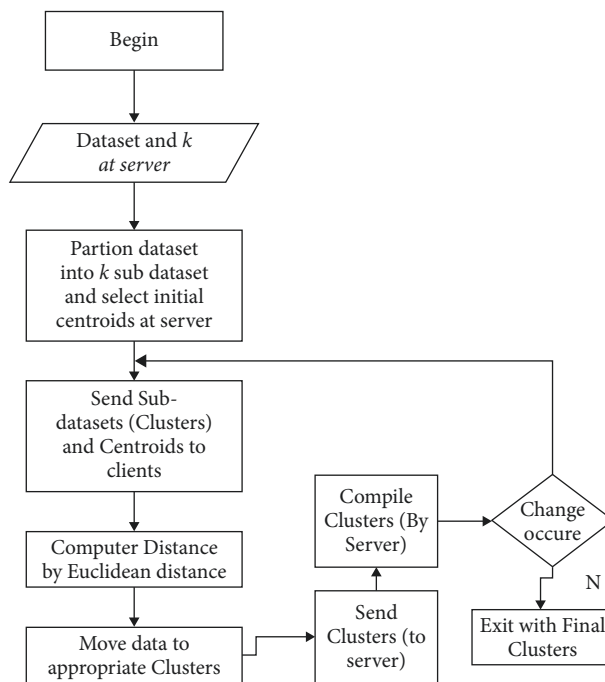 Begin
Dataset and k
at server
Partion dataset
into k sub dataset
and select initial
centroids at server
Send Sub-
datasets (Clusters)
and Centroids to
clients
Computer Distance
by Euclidean distance
Move data to
appropriate Clusters
Send
Clusters (to
server)
Compile
Clusters (By
Server)
Change
occure
N
Exit with Final
Clusters